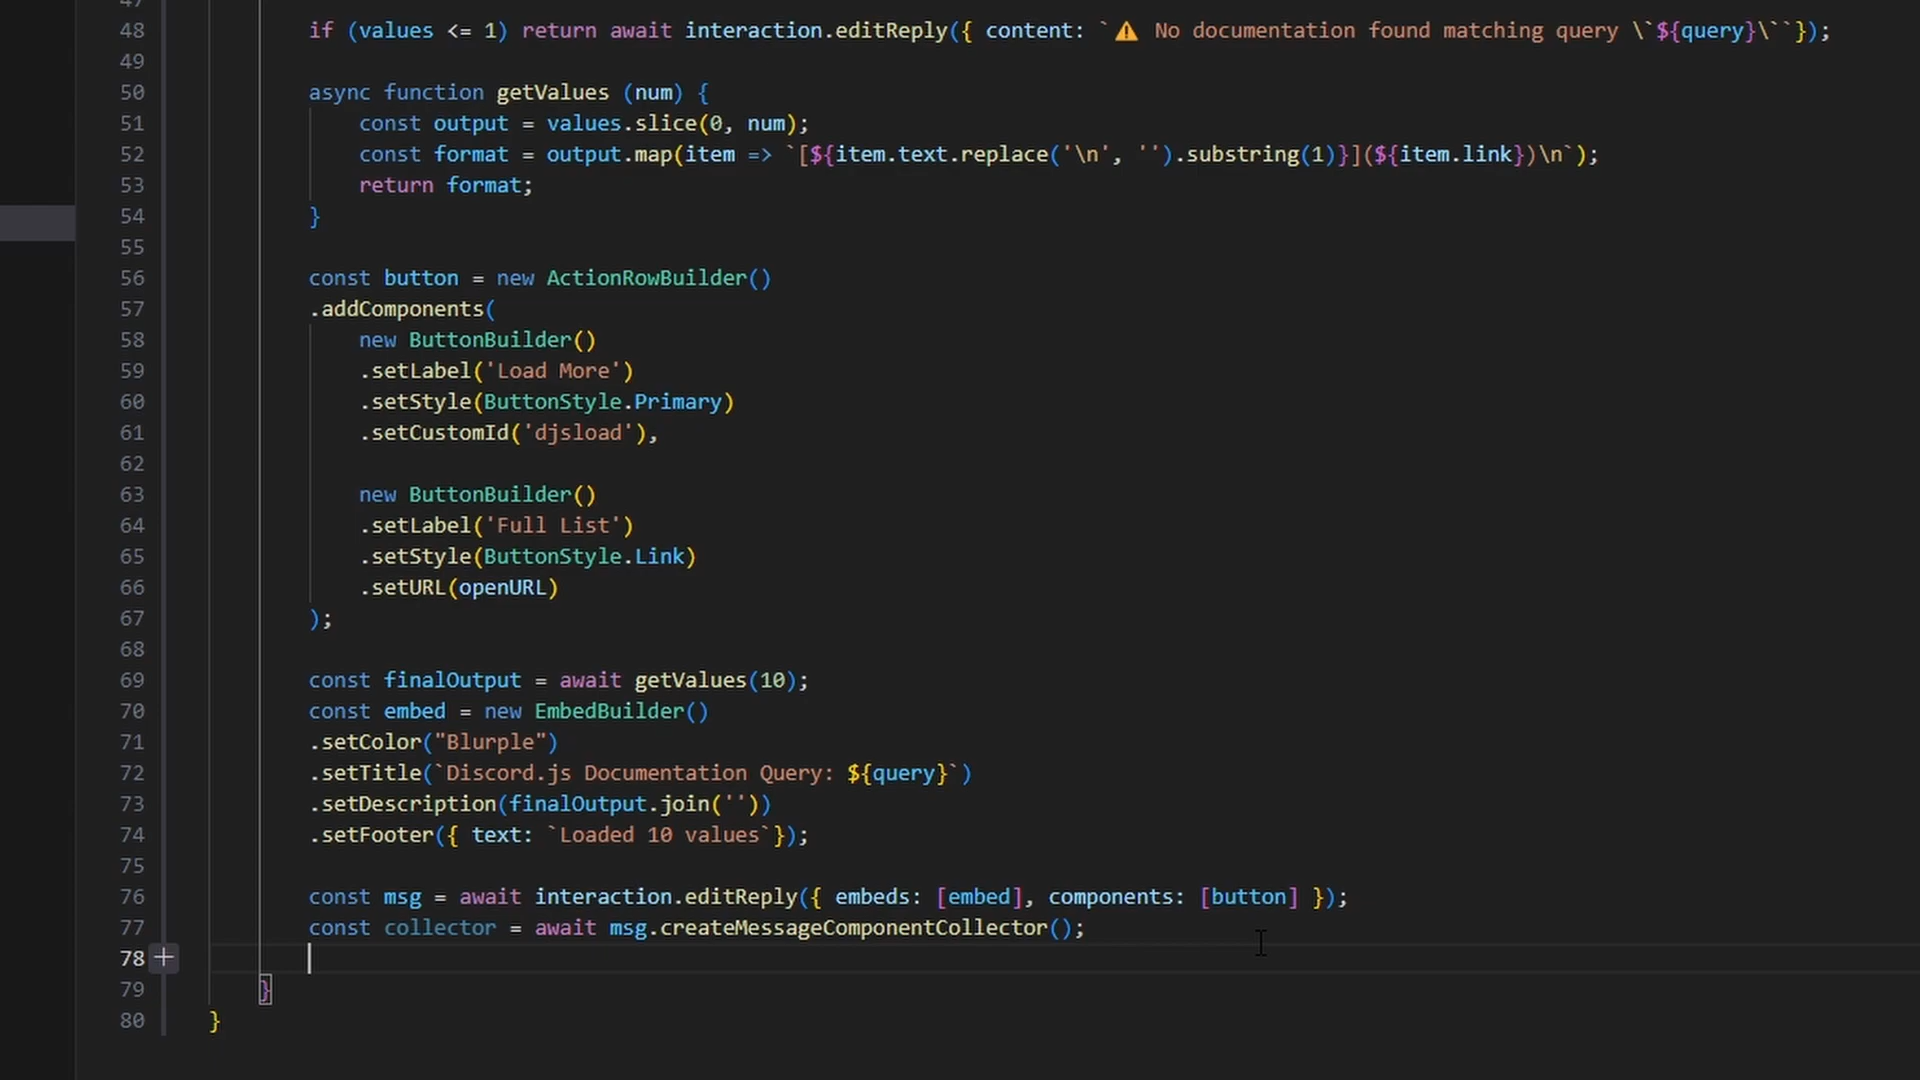 47
48 if (values <= 1) return await interaction.editReply({ content: `⚠️ No documentation found matching query \`${query}\``});
49
50 async function getValues (num) {
51 const output = values.slice(0, num);
52 const format = output.map(item => `[${item.text.replace('\n', '').substring(1)}](${item.link})\n`);
53 return format;
54 }
55
56 const button = new ActionRowBuilder()
57 .addComponents(
58 new ButtonBuilder()
59 .setLabel('Load More')
60 .setStyle(ButtonStyle.Primary)
61 .setCustomId('djsload'),
62
63 new ButtonBuilder()
64 .setLabel('Full List')
65 .setStyle(ButtonStyle.Link)
66 .setURL(openURL)
67 );
68
69 const finalOutput = await getValues(10);
70 const embed = new EmbedBuilder()
71 .setColor("Blurple")
72 .setTitle(`Discord.js Documentation Query: ${query}`)
73 .setDescription(finalOutput.join(''))
74 .setFooter({ text: `Loaded 10 values`});
75
76 const msg = await interaction.editReply({ embeds: [embed], components: [button] });
77 const collector = await msg.createMessageComponentCollector();
78
79 }
80 }